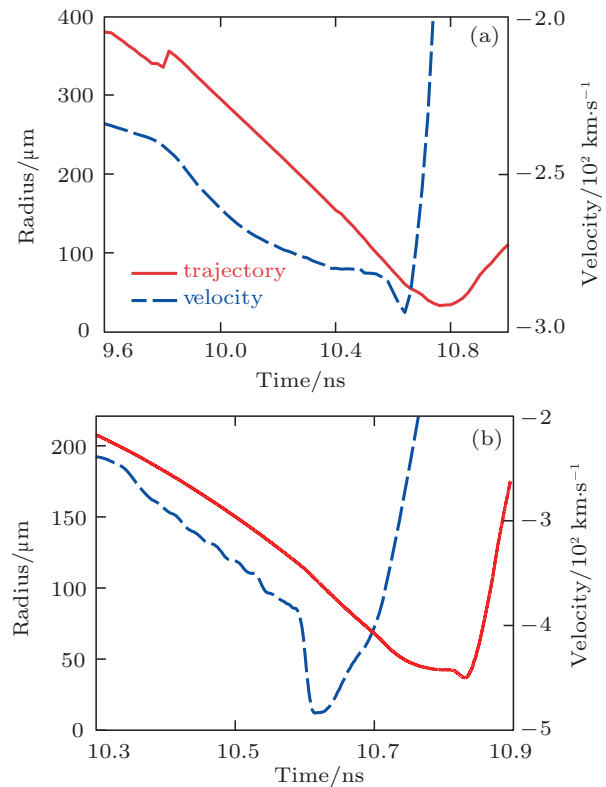 (a)
400
300
200
100
0
Radius/μm
−2.0
−2.5
−3.0
Velocity/10² km·s⁻¹
trajectory
velocity
9.6 10.0 10.4 10.8
Time/ns
(b)
200
150
100
50
0
Radius/μm
−2
−3
−4
−5
Velocity/10² km·s⁻¹
10.3 10.5 10.7 10.9
Time/ns